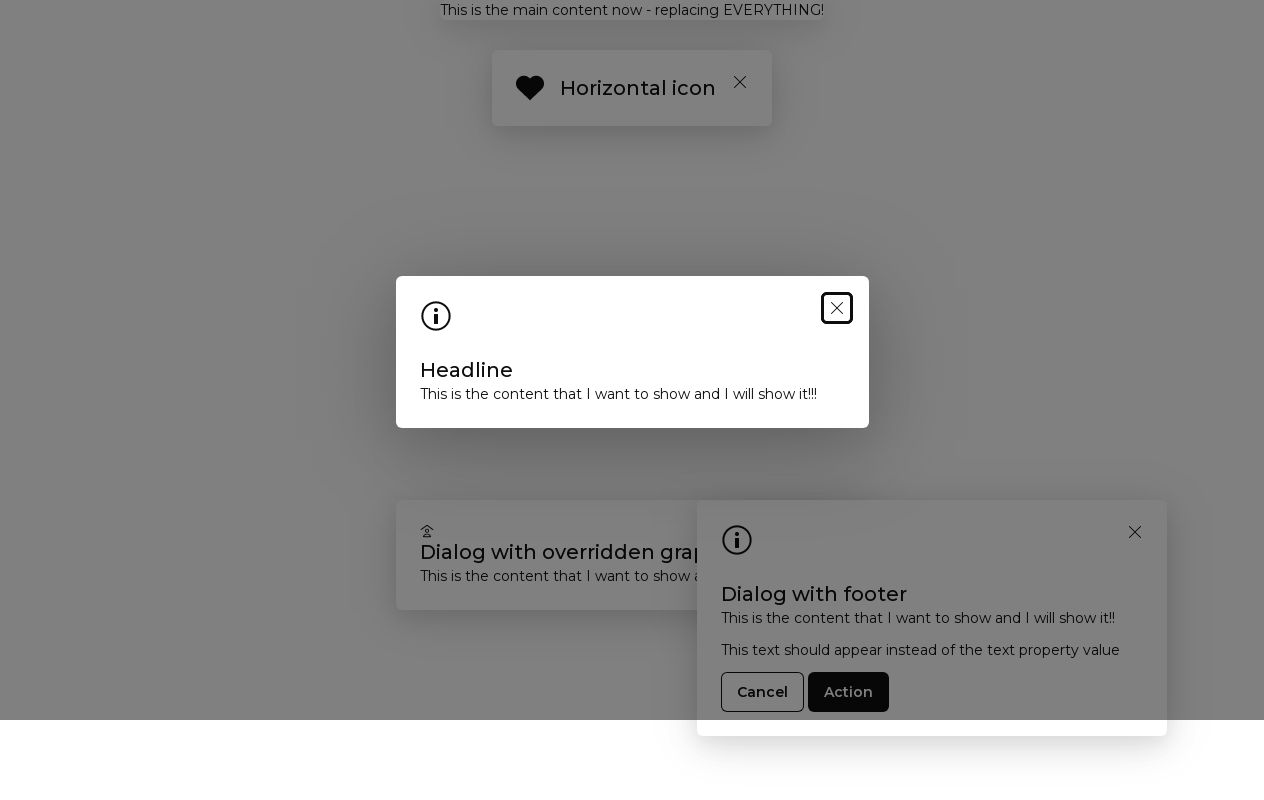 This is the main content now - replacing EVERYTHING!
Horizontal icon
Headline
This is the content that I want to show and I will show it!!!
Dialog with overridden
This is the content that I want to show
Dialog with footer
This is the content that I want to show and I will show it!!
This text should appear instead of the text property value
Cancel Action